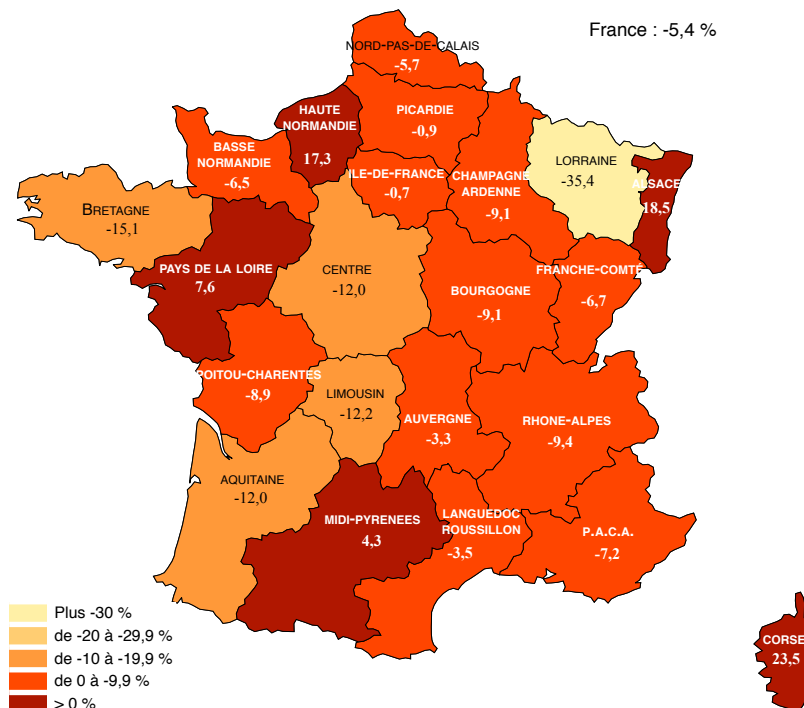 France : -5,4 %
NORD-PAS-DE-CALAIS
-5,7
HAUTE
NORMANDIE
17,3
PICARDIE
-0,9
BASSE
NORMANDIE
-6,5
ILE-DE-FRANCE
-0,7
CHAMPAGNE
ARDENNE
-9,1
LORRAINE
-35,4
ALSACE
18,5
BRETAGNE
-15,1
PAYS DE LA LOIRE
7,6
CENTRE
-12,0
BOURGOGNE
-9,1
FRANCHE-COMTÉ
-6,7
POITOU-CHARENTES
-8,9
LIMOUSIN
-12,2
AUVERGNE
-3,3
RHONE-ALPES
-9,4
AQUITAINE
-12,0
MIDI-PYRENEES
4,3
LANGUEDOC
ROUSSILLON
-3,5
P.A.C.A.
-7,2
CORSE
23,5
Plus -30 %
de -20 à -29,9 %
de -10 à -19,9 %
de 0 à -9,9 %
> 0 %